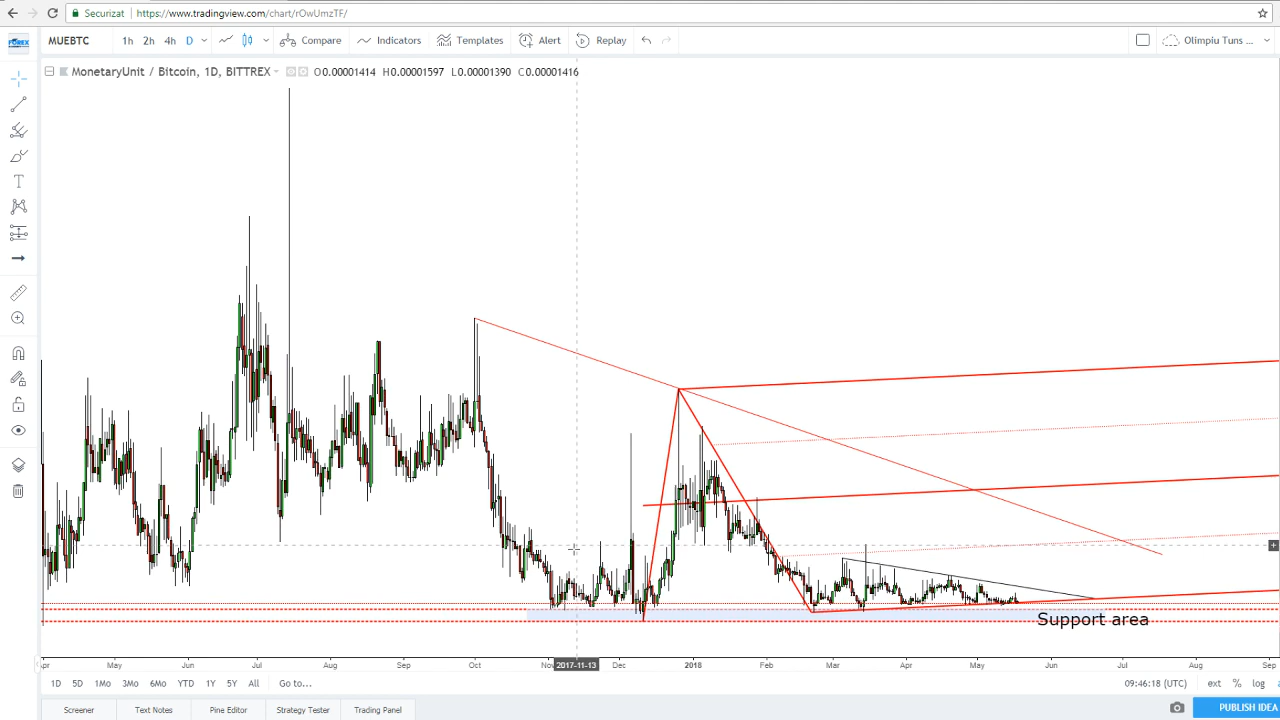 Securizat https://www.tradingview.com/chart/rOwUmzTF/
MUEBTC 1h 2h 4h D Compare Indicators Templates Alert Replay Olimpiu Tuns ...
FOREX
MonetaryUnit / Bitcoin, 1D, BITTREX O0.00001414 H0.00001597 L0.00001390 C0.00001416
T
Support area
May Jun Jul Aug Sep Oct 2017-11-13 Dec 2018 Feb Mar Apr May Jun Jul Aug Sep
1D 5D 1Mo 3Mo 6Mo YTD 1Y 5Y All Go to... 09:46:18 (UTC) ext % log
Screener Text Notes Pine Editor Strategy Tester Trading Panel PUBLISH IDEA